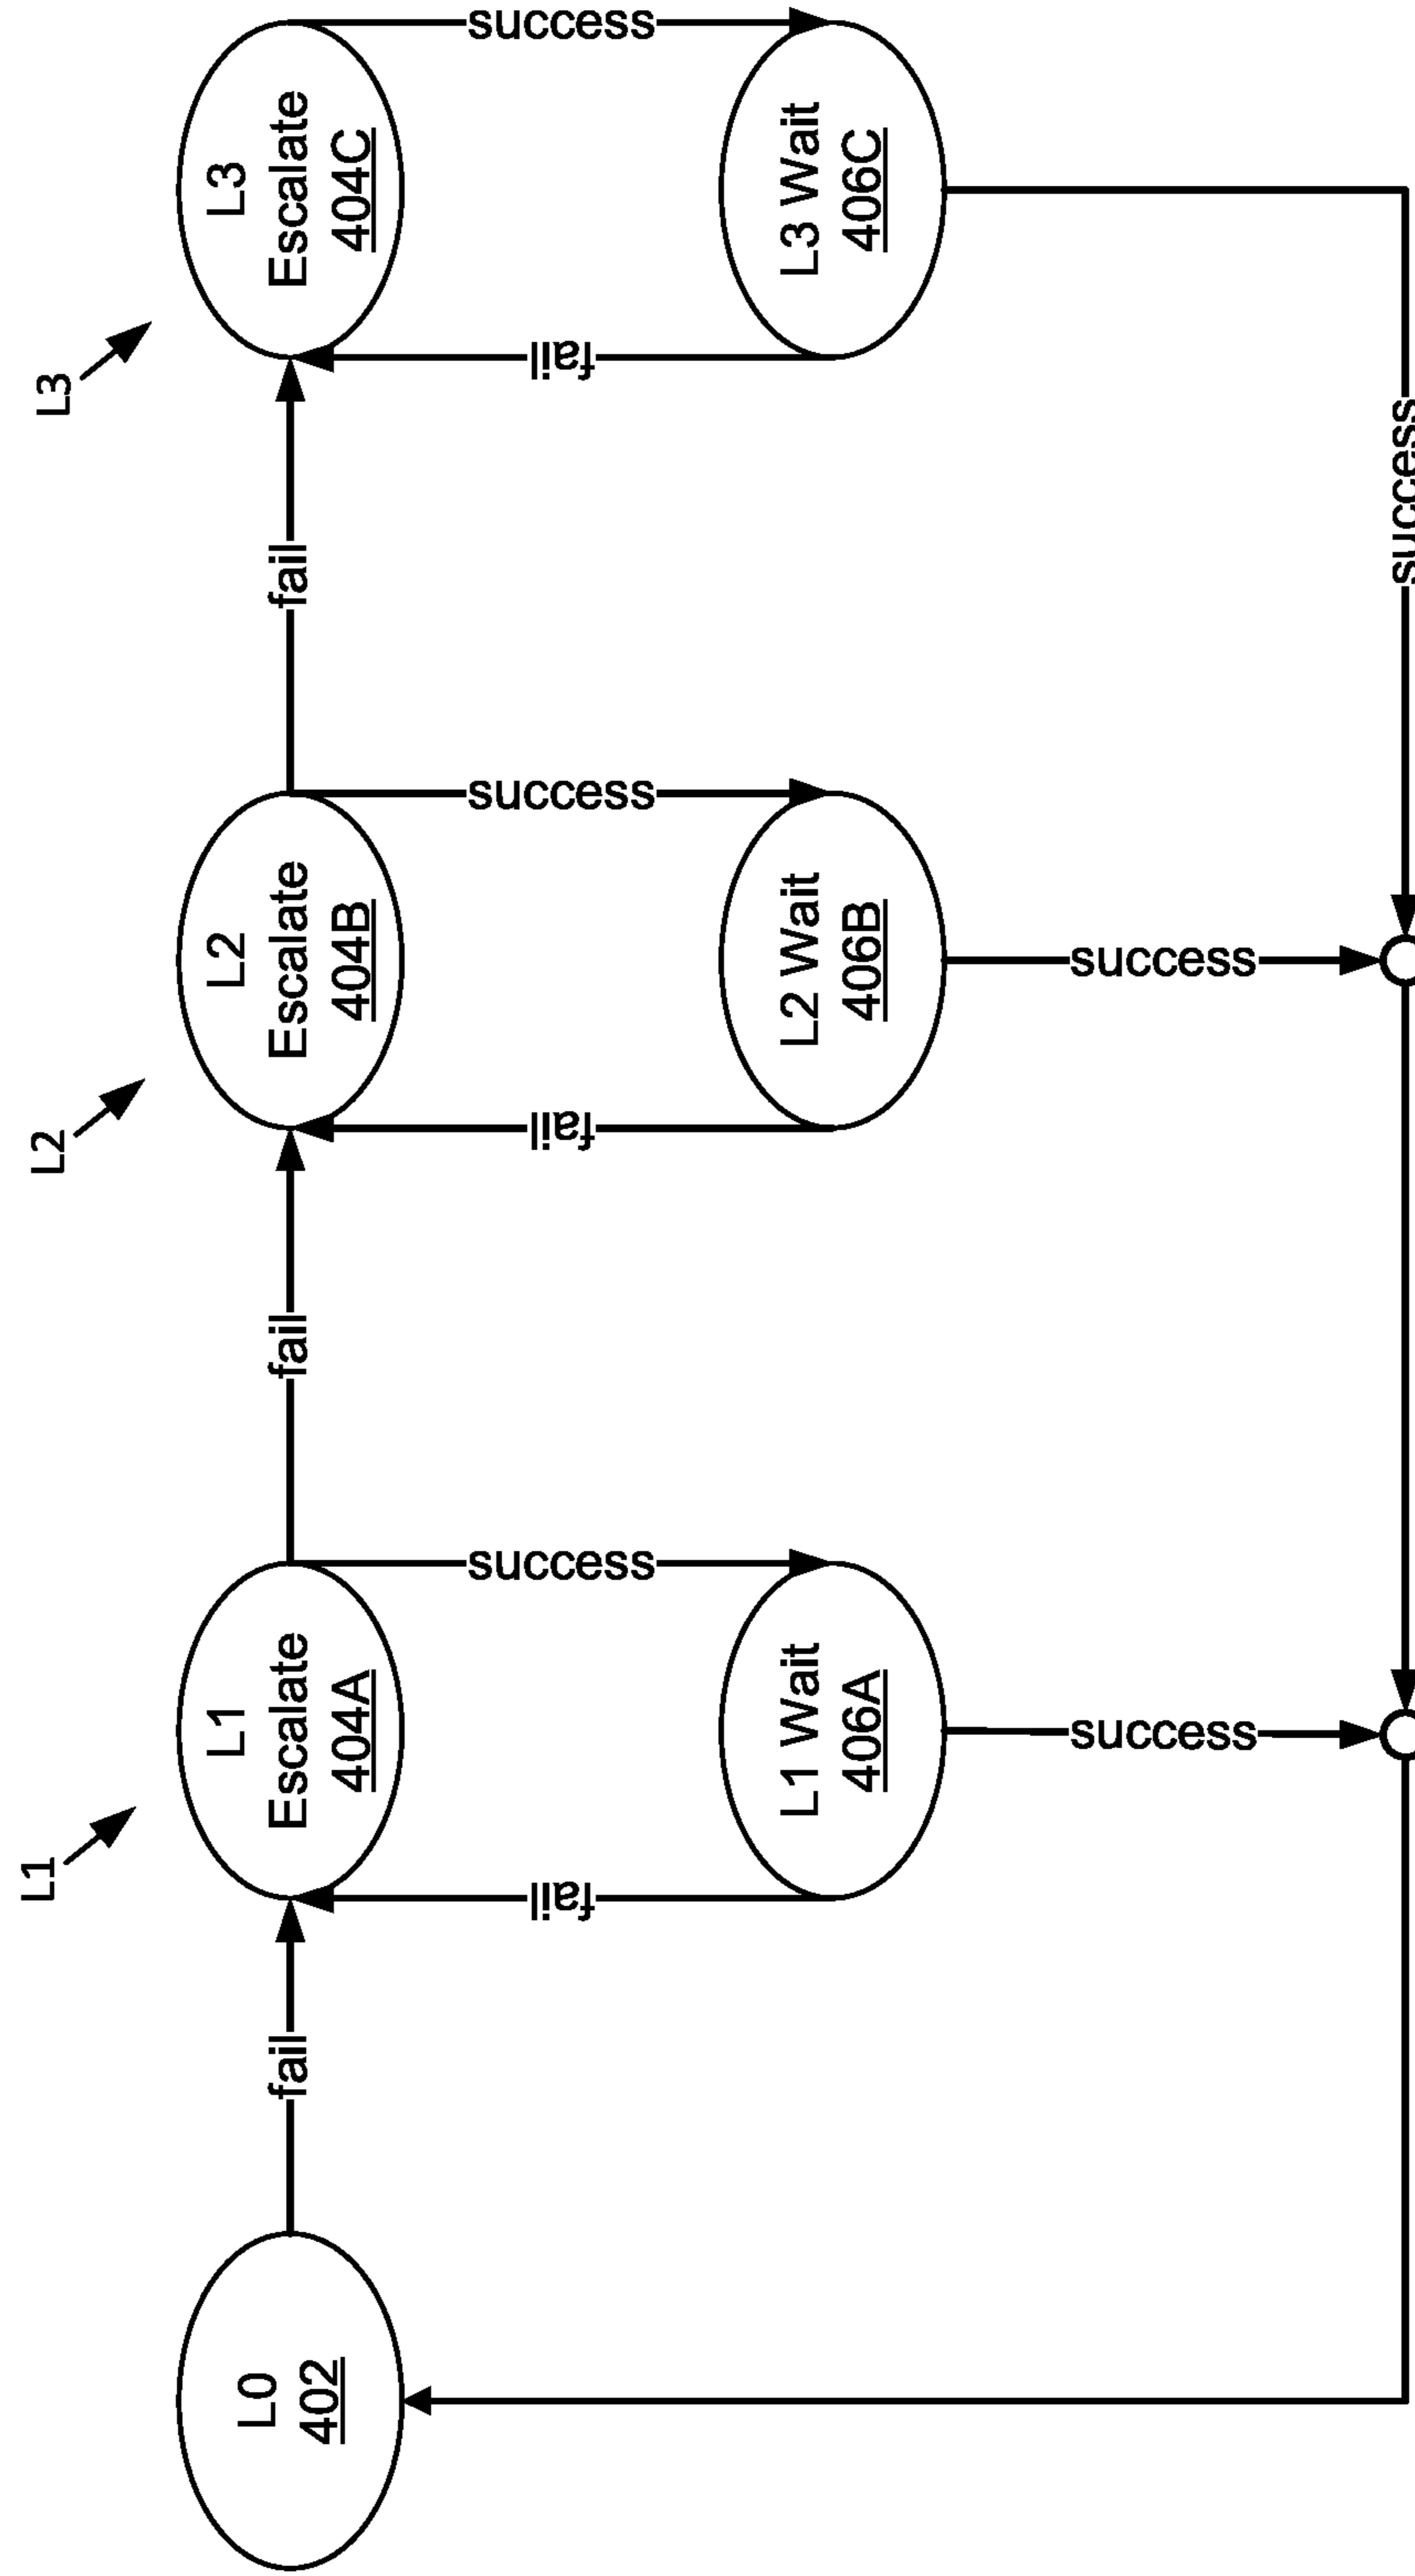 L1
L2
L3
L0
402
fail
L1
Escalate
404A
fail
L2
Escalate
404B
fail
L3
Escalate
404C
fail
success
fail
success
fail
success
L1 Wait
406A
L2 Wait
406B
L3 Wait
406C
success
success
success